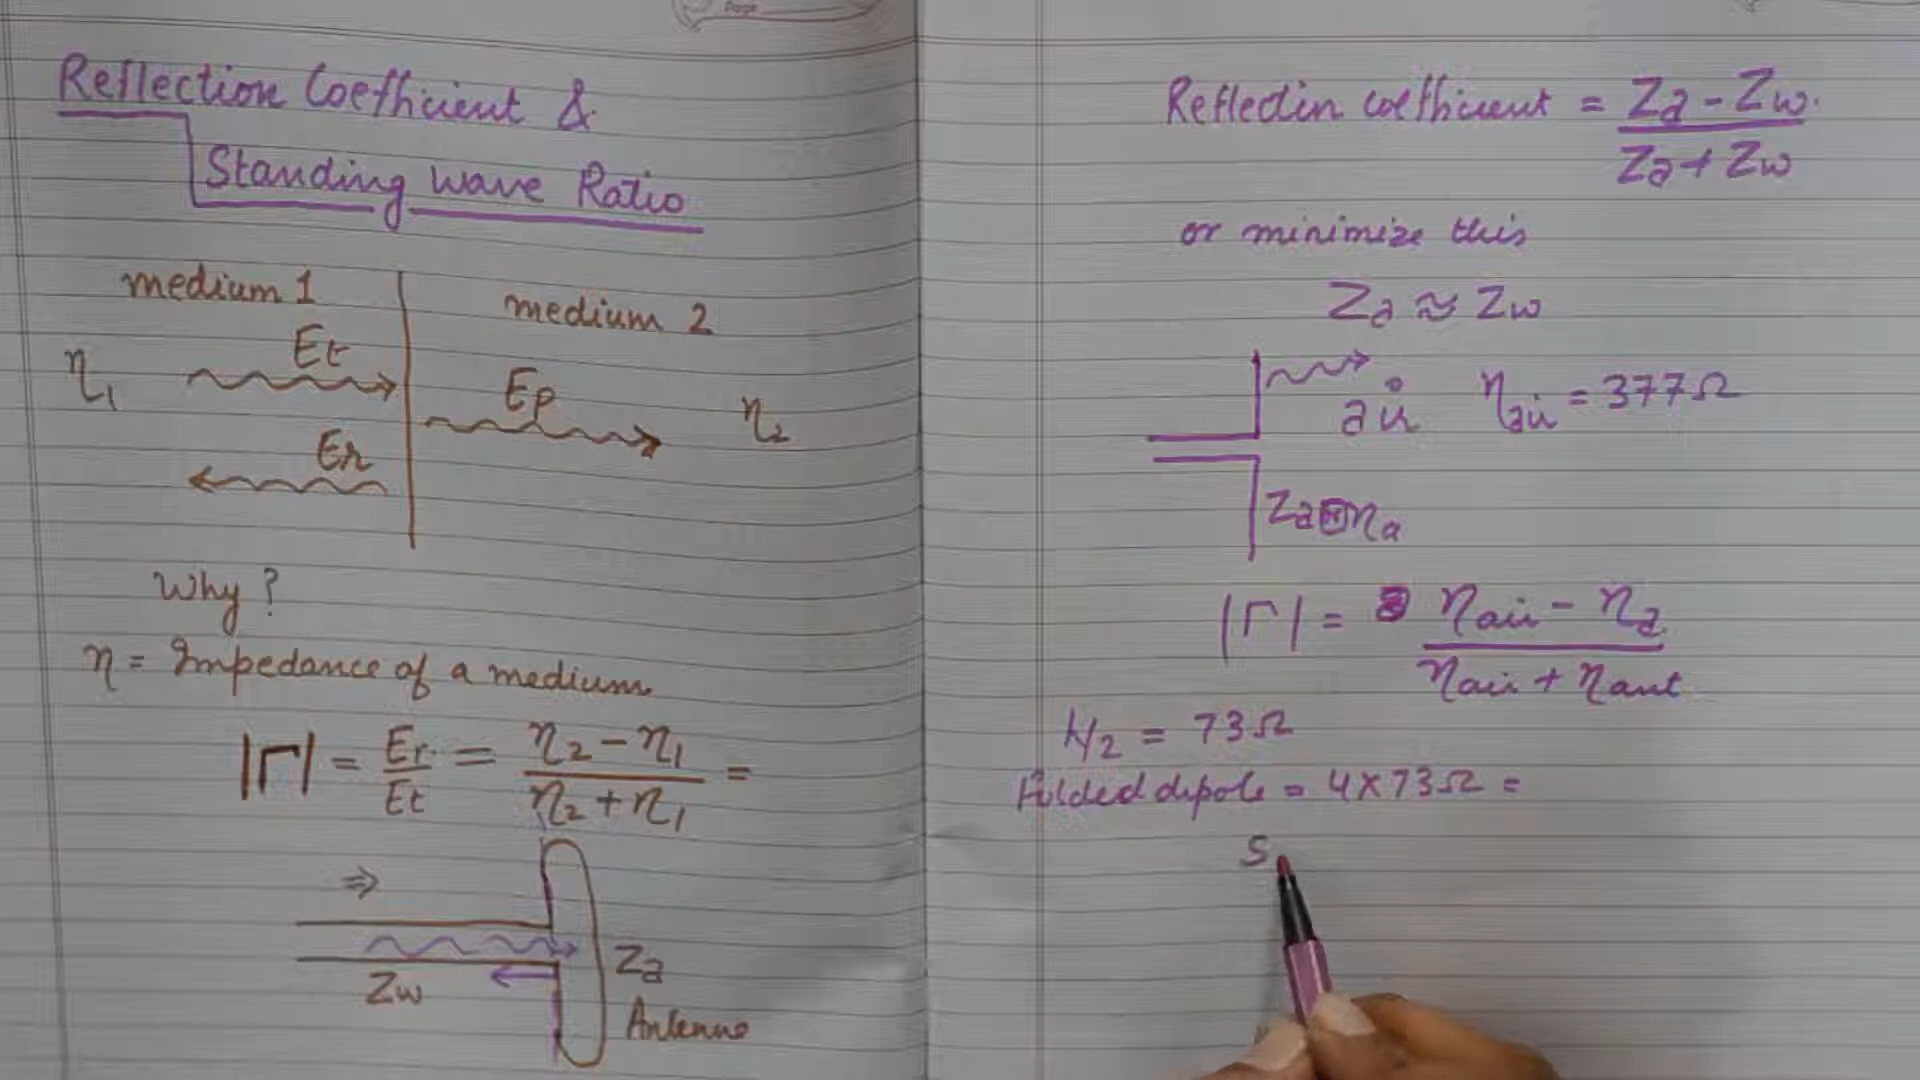 Page
Reflection Coefficient &
Standing Wave Ratio
medium 1
medium 2
η1
Et
Ep
η2
Er
Why?
η = Impedance of a medium
|Γ| = Er/Et = η2 - η1 / η2 + η1 =
⇒
Zw
Za
Antenna
Reflectin coefficient = Za - Zw / Za + Zw
or minimize this
Za ≈ Zw
air ηair = 377Ω
Za ηa
|Γ| = ηair - ηa / ηair + ηant
λ/2 = 73Ω
Folded dipole = 4 x 73Ω =
S